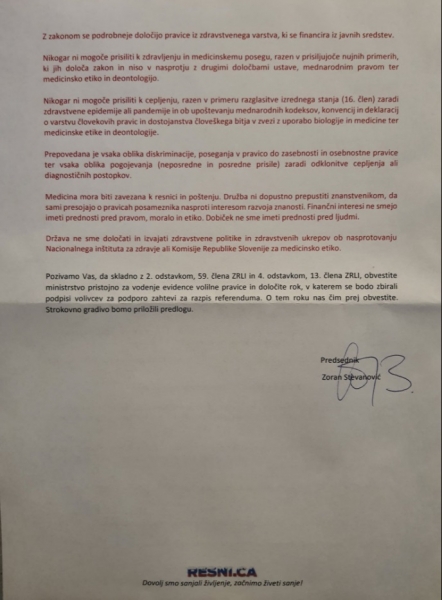 Z zakonom se podrobneje določijo pravice iz zdravstvenega varstva, ki se financira iz javnih sredstev.
Nikogar ni mogoče prisiliti k zdravljenju in medicinskemu posegu, razen v prisiljujoče nujnih primerih,
ki jih določa zakon in niso v nasprotju z drugimi določbami ustave, mednarodnim pravom ter
medicinsko etiko in deontologijo.
Nikogar ni mogoče prisiliti k cepljenju, razen v primeru razglasitve izrednega stanja (16. člen) zaradi
zdravstvene epidemije ali pandemije in ob upoštevanju mednarodnih kodeksov, konvencij in deklaracij
o varstvu človekovih pravic in dostojanstva človeškega bitja v zvezi z uporabo biologije in medicine ter
medicinske etike in deontologije.
Prepovedana je vsaka oblika diskriminacije, poseganja v pravico do zasebnosti in osebnostne pravice
ter vsaka oblika pogojevanja (neposredne in posredne prisile) zaradi odklonitve cepljenja ali
diagnostičnih postopkov.
Medicina mora biti zavezana k resnici in poštenju. Družba ni dopustno prepustiti znanstvenikom, da
sami presojajo o pravicah posameznika nasproti interesom razvoja znanosti. Finančni interesi ne smejo
imeti prednosti pred pravom, moralo in etiko. Dobiček ne sme imeti prednosti pred ljudmi.
Država ne sme določati in izvajati zdravstvene politike in zdravstvenih ukrepov ob nasprotovanju
Nacionalnega inštituta za zdravje ali Komisije Republike Slovenije za medicinsko etiko.
Pozivamo Vas, da skladno z 2. odstavkom, 59. člena ZRLI in 4. odstavkom, 13. člena ZRLI, obvestite
ministrstvo pristojno za vodenje evidence volilne pravice in določite rok, v katerem se bodo zbirali
podpisi volivcev za podporo zahtevi za razpis referenduma. O tem roku nas čim prej obvestite.
Strokovno gradivo bomo priložili predlogu.
Predsednik
Zoran Stevanović
RESNI.CA
Dovolj smo sanjali življenje, začnimo živeti sanje!